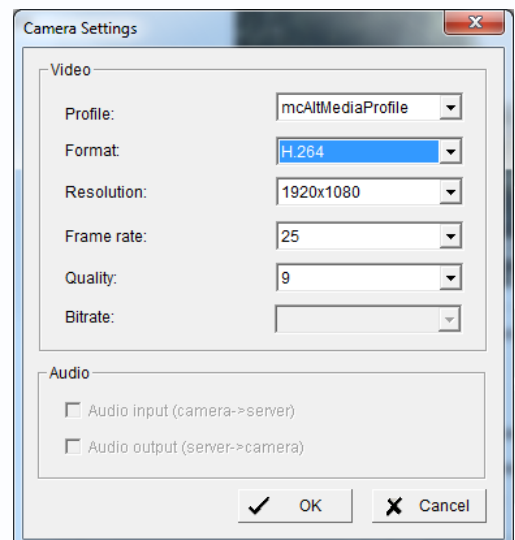 Camera Settings
Video
Profile: mcAltMediaProfile
Format: H.264
Resolution: 1920x1080
Frame rate: 25
Quality: 9
Bitrate:
Audio
Audio input (camera->server)
Audio output (server->camera)
OK Cancel